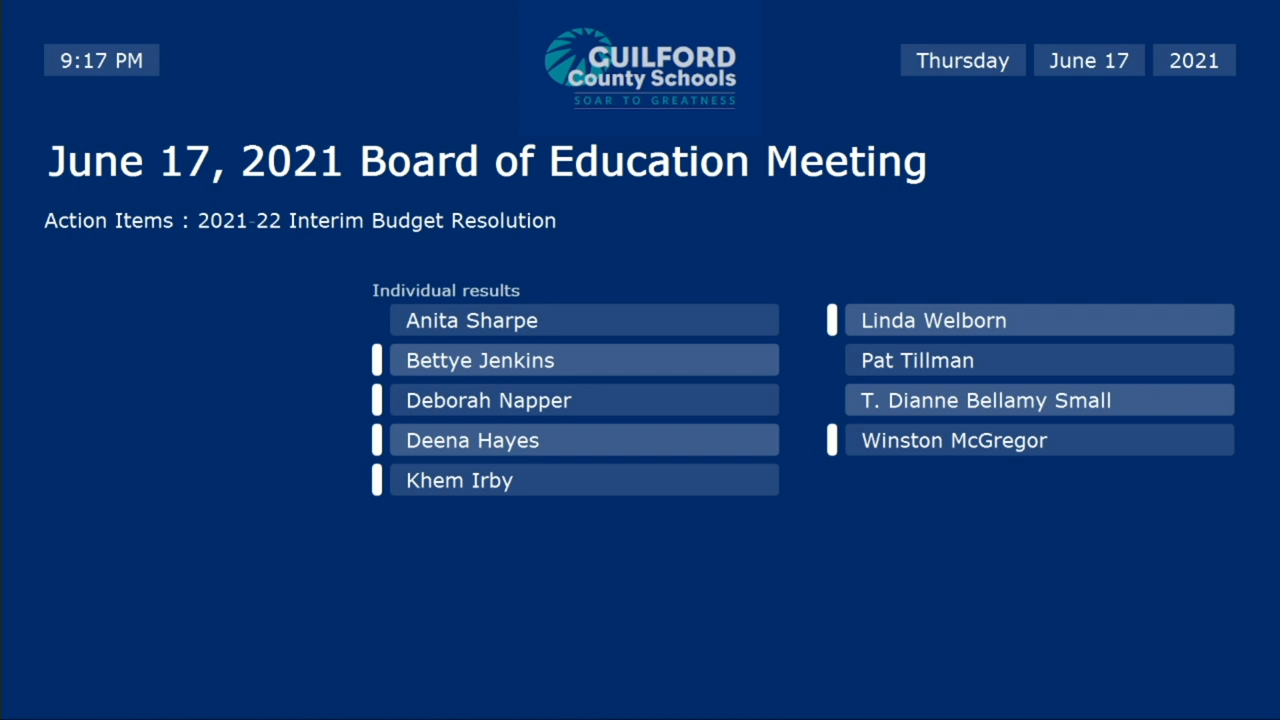 9:17 PM
GUILFORD
County Schools
SOAR TO GREATNESS
Thursday June 17 2021
June 17, 2021 Board of Education Meeting
Action Items : 2021-22 Interim Budget Resolution
Individual results
Anita Sharpe
Bettye Jenkins
Deborah Napper
Deena Hayes
Khem Irby
Linda Welborn
Pat Tillman
T. Dianne Bellamy Small
Winston McGregor